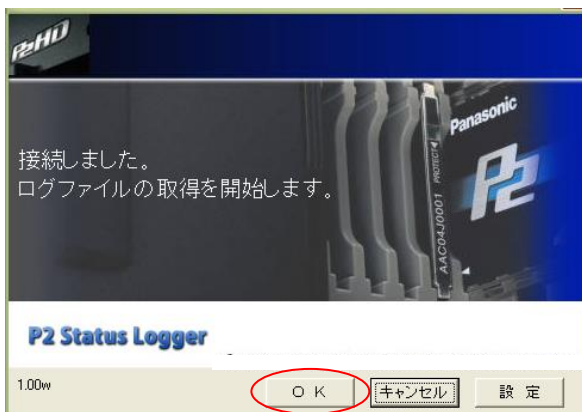 P2HD
Panasonic
接続しました。
ログファイルの取得を開始します。
PROTECT
AAC04J0001
P2
P2 Status Logger
1.00w
OK
キャンセル
設定